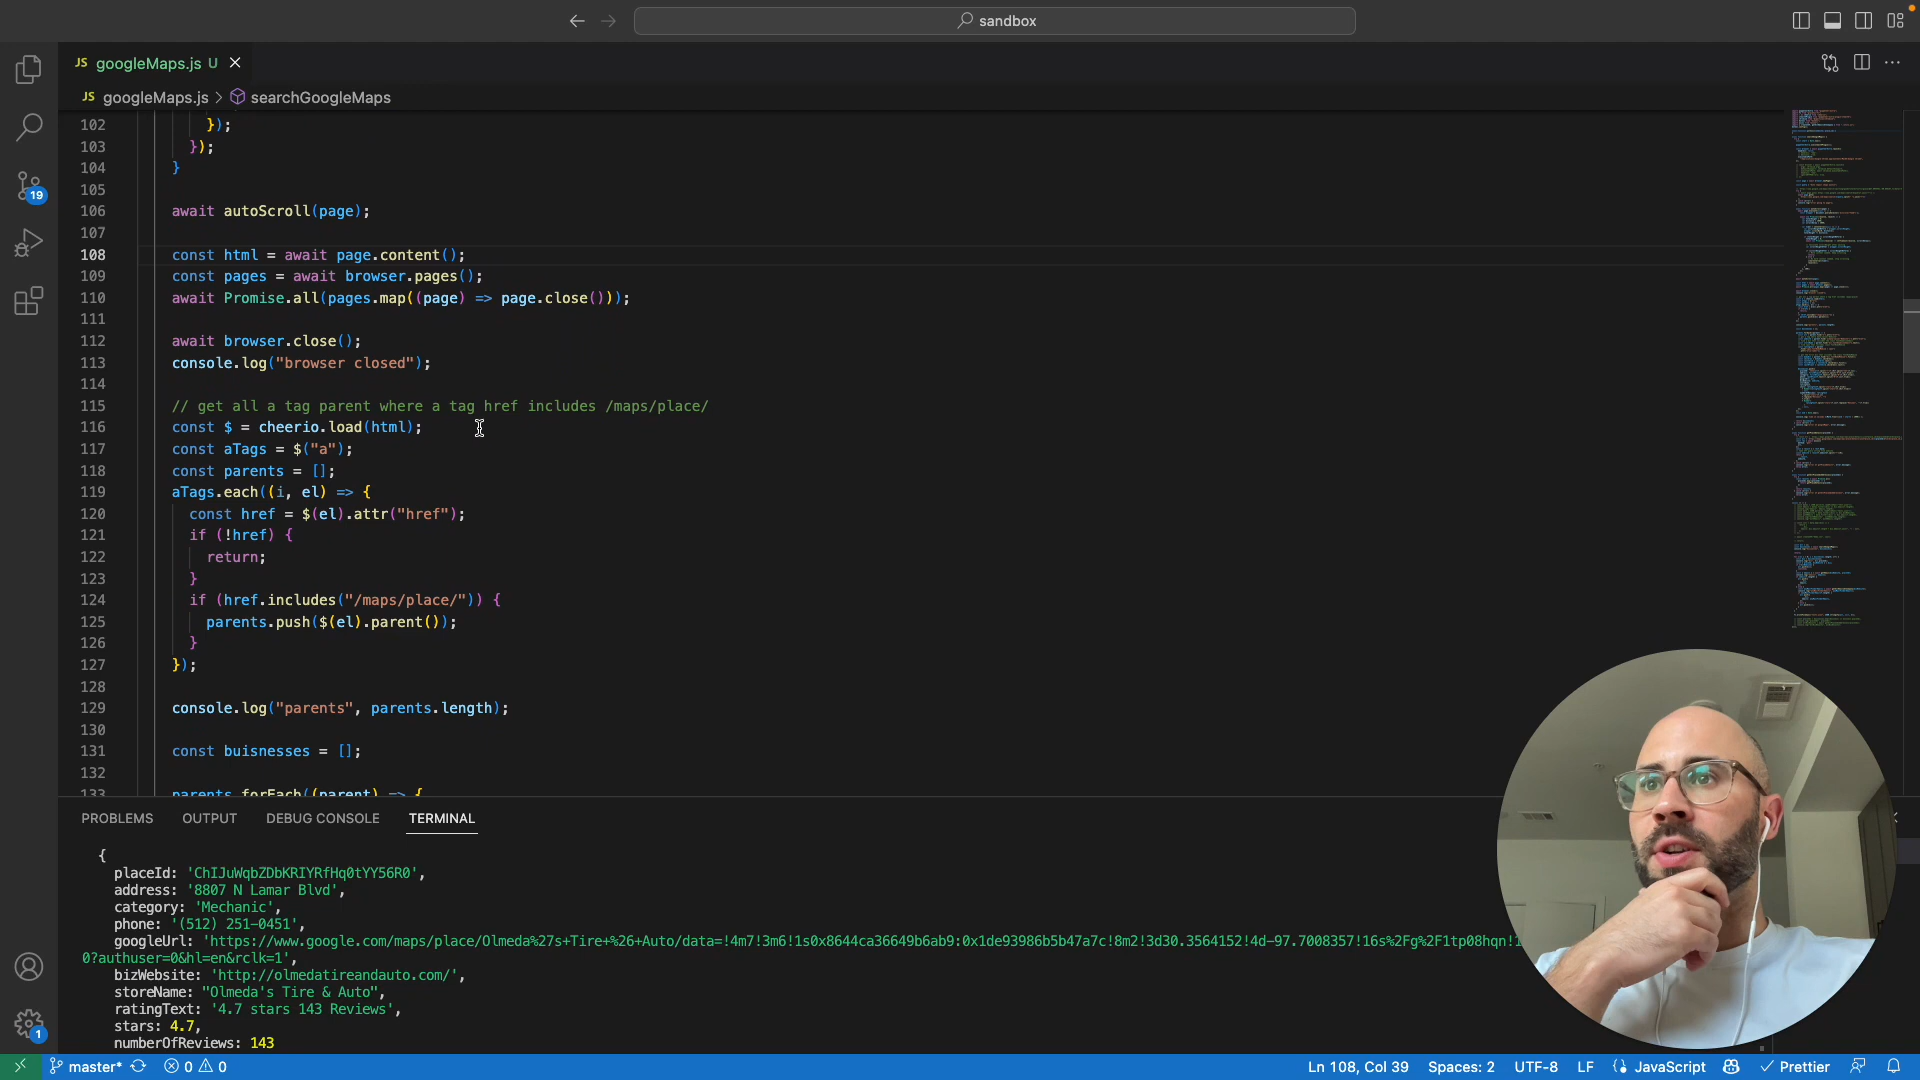 sandbox
JS googleMaps.js U
JS googleMaps.js > searchGoogleMaps
102 });
103 });
104 }
105
106 await autoScroll(page);
107
108 const html = await page.content();
109 const pages = await browser.pages();
110 await Promise.all(pages.map((page) => page.close()));
111
112 await browser.close();
113 console.log("browser closed");
114
115 // get all a tag parent where a tag href includes /maps/place/
116 const $ = cheerio.load(html);
117 const aTags = $("a");
118 const parents = [];
119 aTags.each((i, el) => {
120 const href = $(el).attr("href");
121 if (!href) {
122 return;
123 }
124 if (href.includes("/maps/place/")) {
125 parents.push($(el).parent());
126 }
127 });
128
129 console.log("parents", parents.length);
130
131 const buisnesses = [];
132
133 parents.forEach((parent) => {
19
PROBLEMS OUTPUT DEBUG CONSOLE TERMINAL
{
placeId: 'ChIJuWqbZDbKRIYRfHq0tYY56R0',
address: '8807 N Lamar Blvd',
category: 'Mechanic',
phone: '(512) 251-0451',
googleUrl: 'https://www.google.com/maps/place/Olmeda%27s+Tire+%26+Auto/data=!4m7!3m6!1s0x8644ca36649b6ab9:0x1de93986b5b47a7c!8m2!3d30.3564152!4d-97.7008357!16s%2Fg%2F1tp08hqn!1
0?authuser=0&hl=en&rclk=1',
bizWebsite: 'http://olmedatireandauto.com/',
storeName: "Olmeda's Tire & Auto",
ratingText: '4.7 stars 143 Reviews',
stars: 4.7,
numberOfReviews: 143
1
master* 0 0 Ln 108, Col 39 Spaces: 2 UTF-8 LF JavaScript Prettier